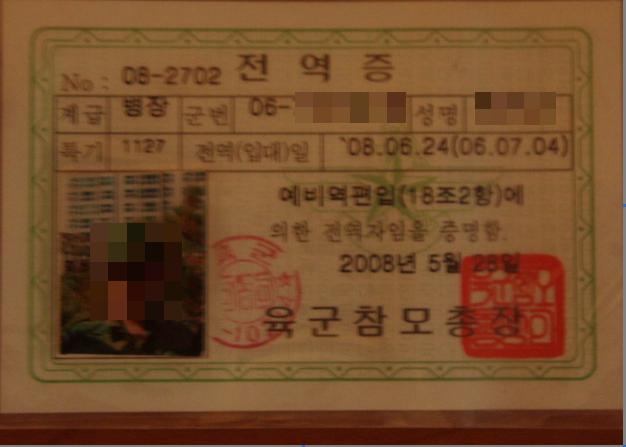 No : 08-2702 전 역 증
계급 병장 군번 06- 성명
특기 1127 전역(입대)일 '08.06.24(06.07.04)
예비역편입(18조2항)에
의한 전역자임을 증명함.
2008년 5월 28일
육군참모총장